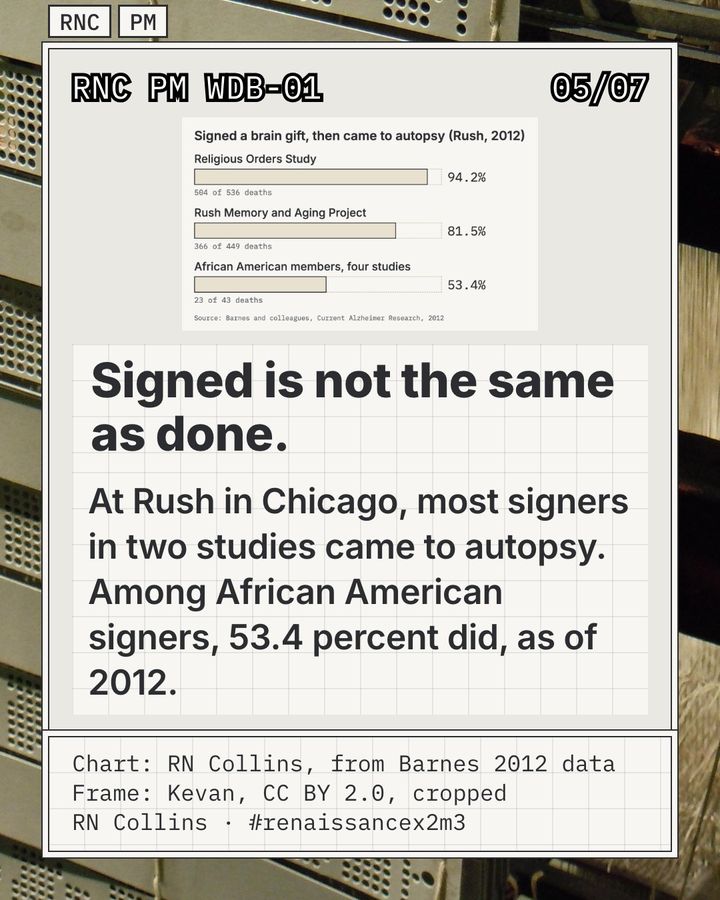 RNC PM
RNC PM WDB-01 05/07
Signed a brain gift, then came to autopsy (Rush, 2012)
Religious Orders Study
94.2%
504 of 536 deaths
Rush Memory and Aging Project
81.5%
366 of 449 deaths
African American members, four studies
53.4%
23 of 43 deaths
Source: Barnes and colleagues, Current Alzheimer Research, 2012
Signed is not the same
as done.
At Rush in Chicago, most signers
in two studies came to autopsy.
Among African American
signers, 53.4 percent did, as of
2012.
Chart: RN Collins, from Barnes 2012 data
Frame: Kevan, CC BY 2.0, cropped
RN Collins · #renaissancex2m3